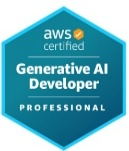 aws
certified
Generative AI
Developer
PROFESSIONAL